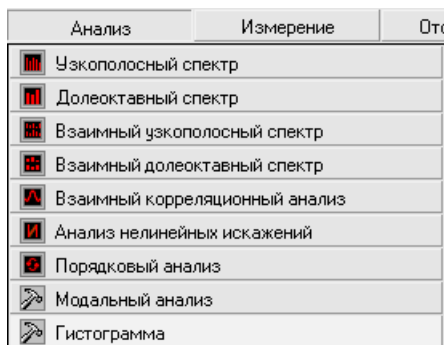 Анализ Измерение
Узкополосный спектр
Долеоктавный спектр
Взаимный узкополосный спектр
Взаимный долеоктавный спектр
Взаимный корреляционный анализ
Анализ нелинейных искажений
Порядковый анализ
Модальный анализ
Гистограмма